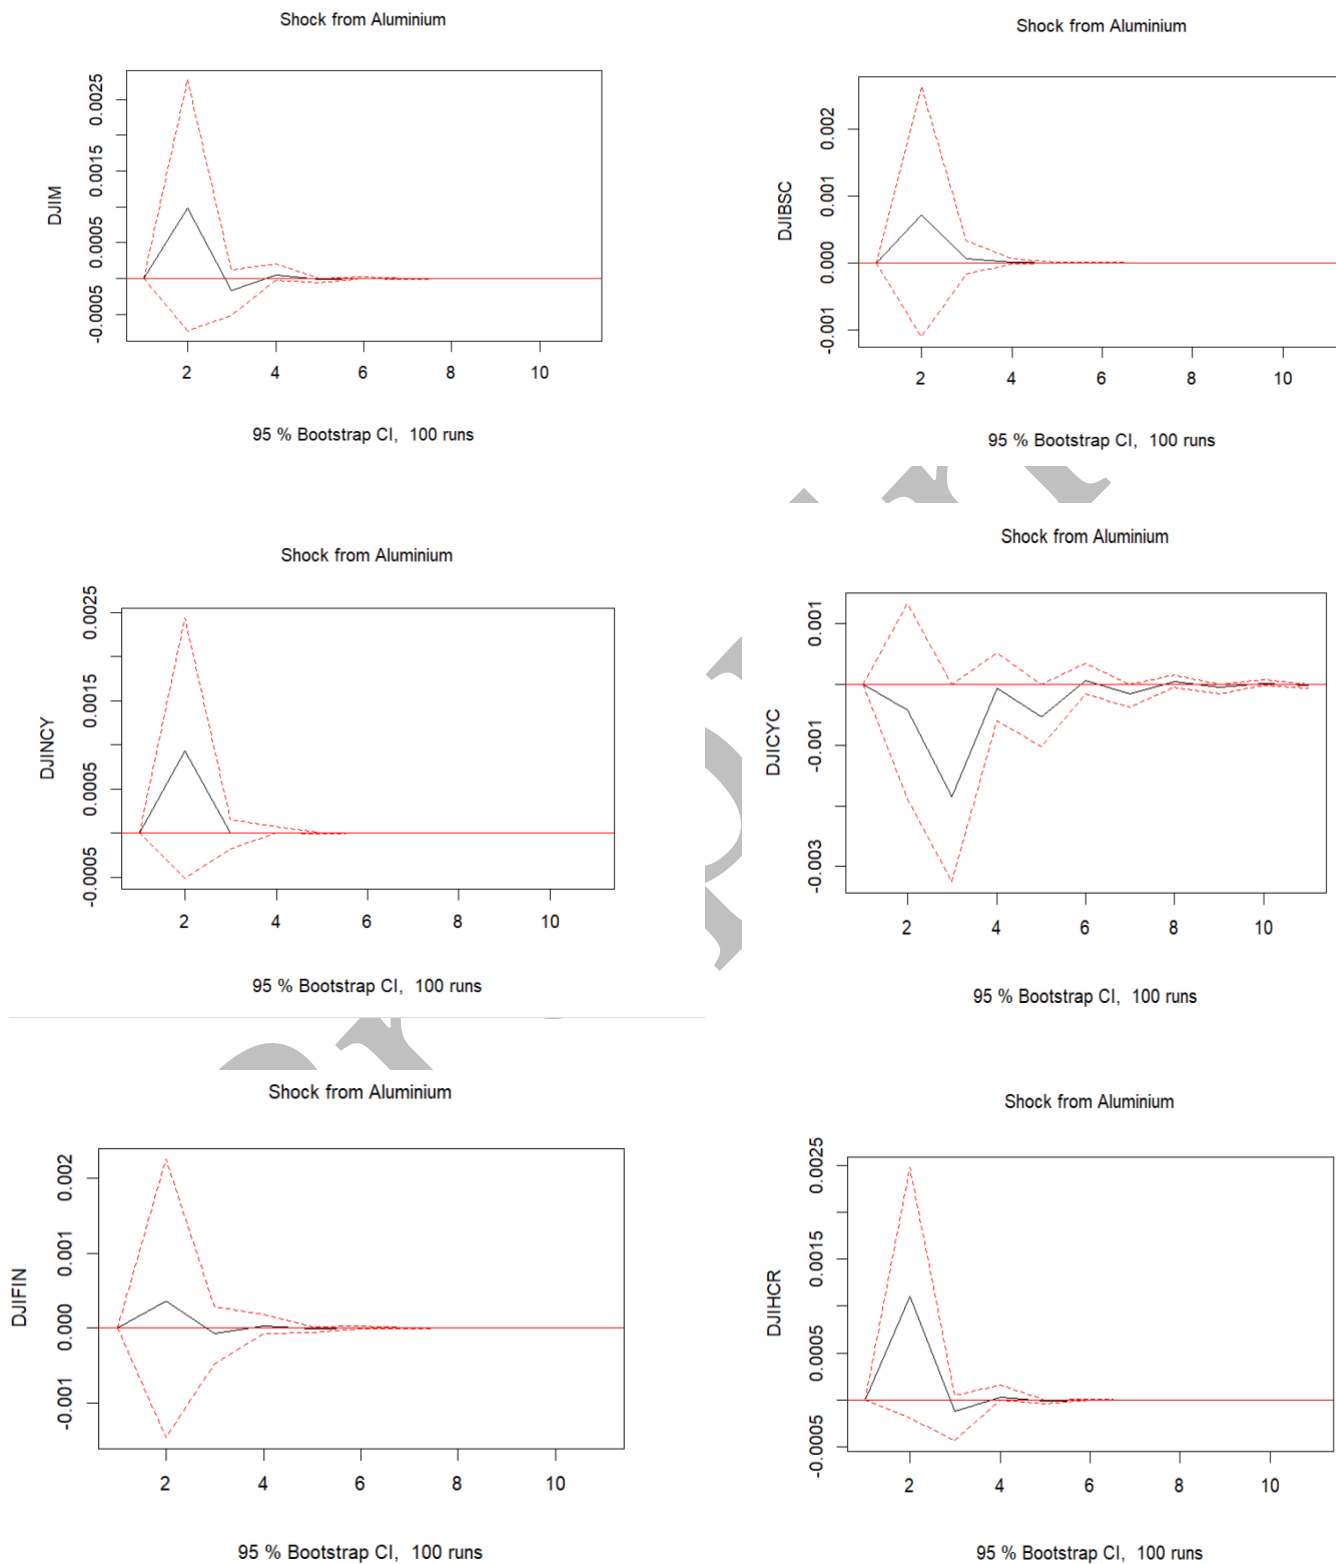 Shock from Aluminium
DJIM
0.0025
0.0015
0.0005
-0.0005
2 4 6 8 10
95 % Bootstrap CI, 100 runs
Shock from Aluminium
DJIBSC
0.002
0.001
0.000
-0.001
2 4 6 8 10
95 % Bootstrap CI, 100 runs
Shock from Aluminium
DJINCY
0.0025
0.0015
0.0005
-0.0005
2 4 6 8 10
95 % Bootstrap CI, 100 runs
Shock from Aluminium
DJICYC
0.001
-0.001
-0.003
2 4 6 8 10
95 % Bootstrap CI, 100 runs
Shock from Aluminium
DJIFIN
0.002
0.001
0.000
-0.001
2 4 6 8 10
95 % Bootstrap CI, 100 runs
Shock from Aluminium
DJIHCR
0.0025
0.0015
0.0005
-0.0005
2 4 6 8 10
95 % Bootstrap CI, 100 runs